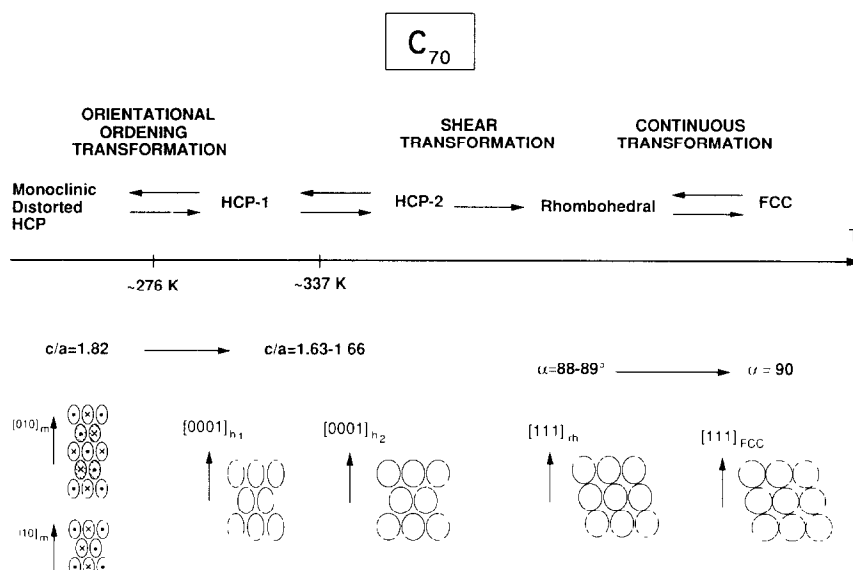 C70
ORIENTATIONAL
ORDENING
TRANSFORMATION
SHEAR
TRANSFORMATION
CONTINUOUS
TRANSFORMATION
Monoclinic
Distorted
HCP
HCP-1
HCP-2
Rhombohedral
FCC
~276 K
~337 K
c/a=1.82
c/a=1.63-1 66
α=88-89°
α = 90
[010]m
[0001]h1
[0001]h2
[111]rh
[111]FCC
10]m